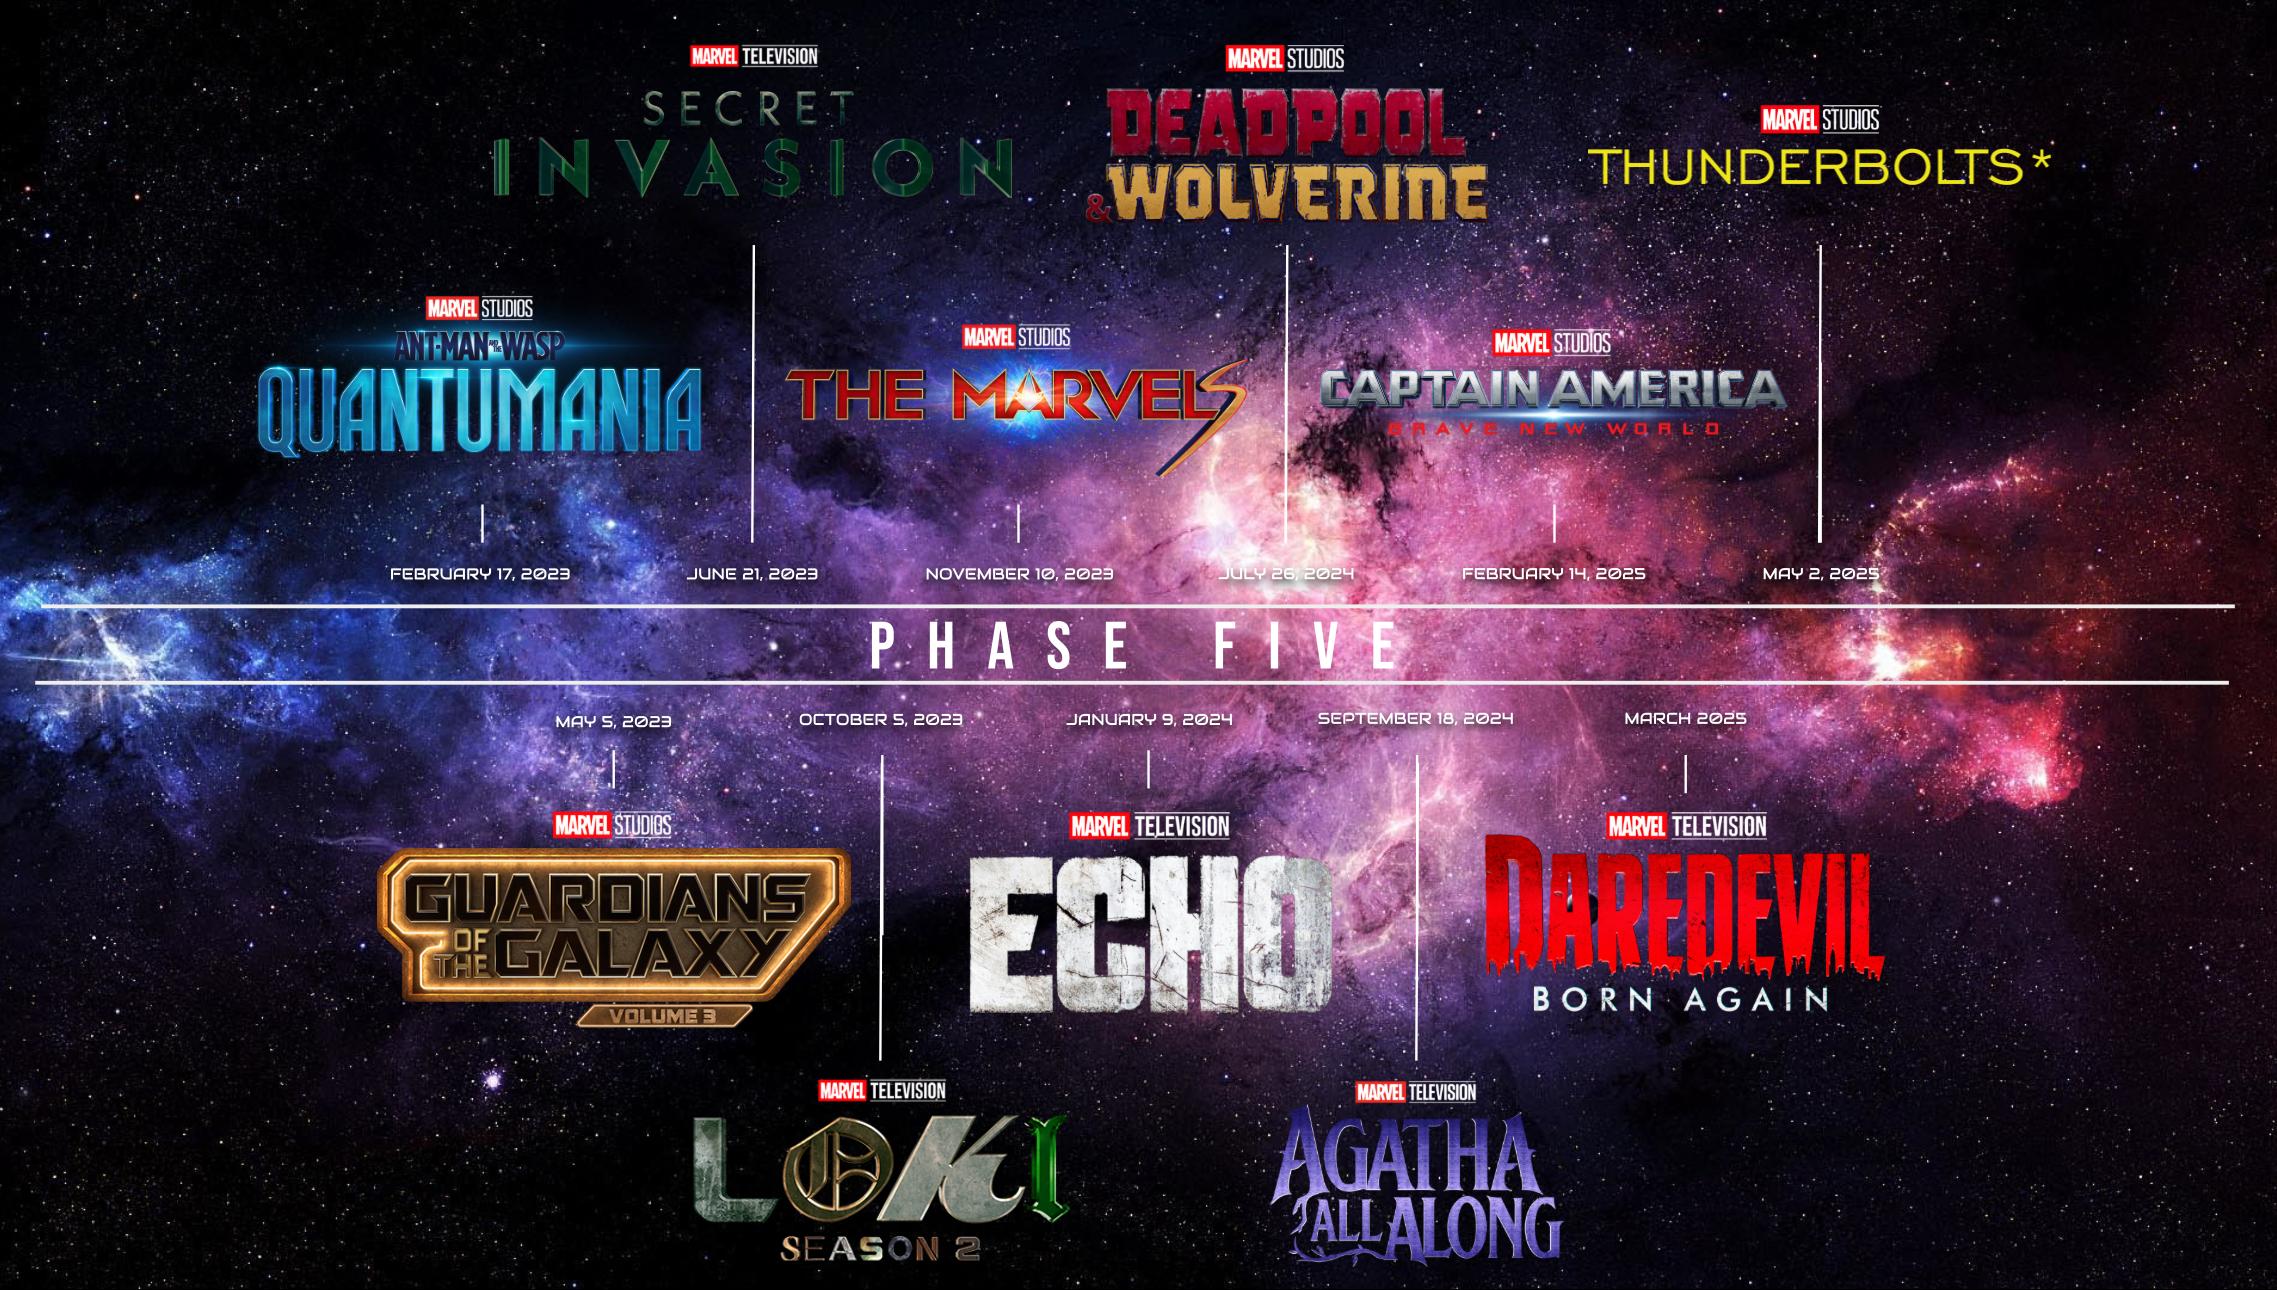 MARVEL TELEVISION
SECRET
INVASION
MARVEL STUDIOS
DEADPOOL
& WOLVERINE
MARVEL STUDIOS
THUNDERBOLTS*
MARVEL STUDIOS
ANT-MAN AND THE WASP
QUANTUMANIA
MARVEL STUDIOS
THE MARVELS
MARVEL STUDIOS
CAPTAIN AMERICA
BRAVE NEW WORLD
FEBRUARY 17, 2023
JUNE 21, 2023
NOVEMBER 10, 2023
JULY 26, 2024
FEBRUARY 14, 2025
MAY 2, 2025
PHASE FIVE
MAY 5, 2023
OCTOBER 5, 2023
JANUARY 9, 2024
SEPTEMBER 18, 2024
MARCH 2025
MARVEL STUDIOS
GUARDIANS
OF THE GALAXY
VOLUME 3
MARVEL TELEVISION
ECHO
MARVEL TELEVISION
DAREDEVIL
BORN AGAIN
MARVEL TELEVISION
LOKI
SEASON 2
MARVEL TELEVISION
AGATHA
ALL ALONG